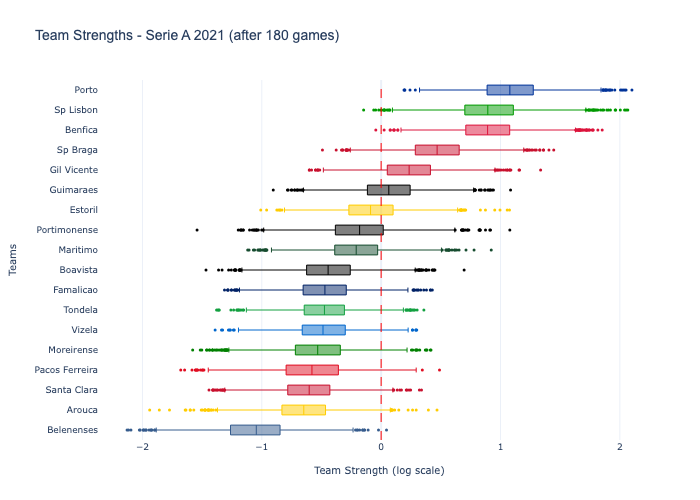 Team Strengths - Serie A 2021 (after 180 games)
Porto
Sp Lisbon
Benfica
Sp Braga
Gil Vicente
Guimaraes
Estoril
Portimonense
Maritimo
Boavista
Famalicao
Tondela
Vizela
Moreirense
Pacos Ferreira
Santa Clara
Arouca
Belenenses
Teams
−2 −1 0 1 2
Team Strength (log scale)